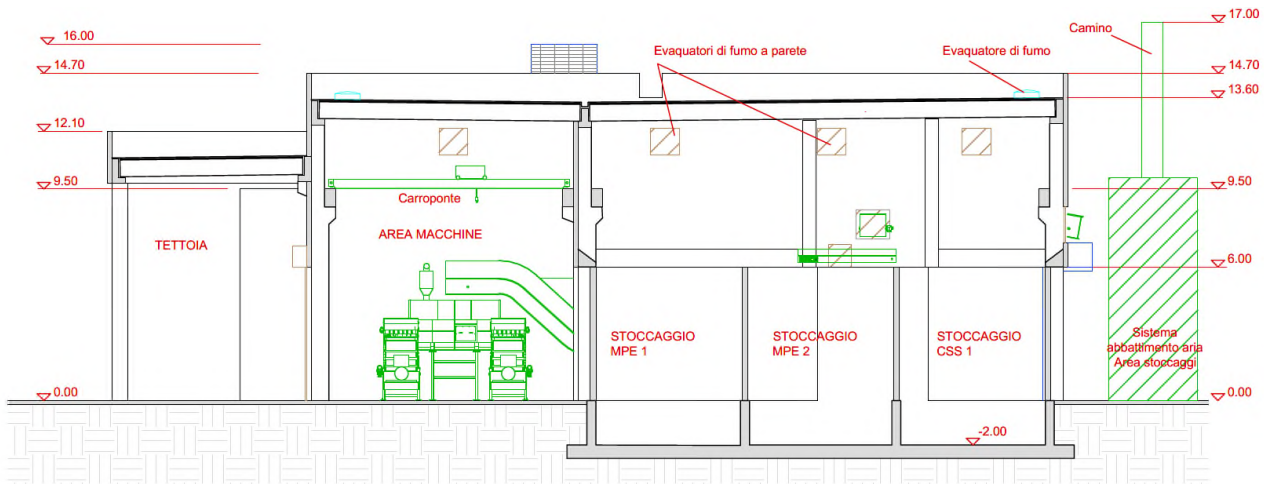 17.00
Camino
16.00
Evaquatori di fumo a parete
Evaquatore di fumo
14.70
14.70
13.60
12.10
9.50
9.50
Carroponte
TETTOIA
AREA MACCHINE
6.00
STOCCAGGIO
MPE 1
STOCCAGGIO
MPE 2
STOCCAGGIO
CSS 1
Sistema
abbattimento aria
Area stoccaggi
0.00
0.00
-2.00